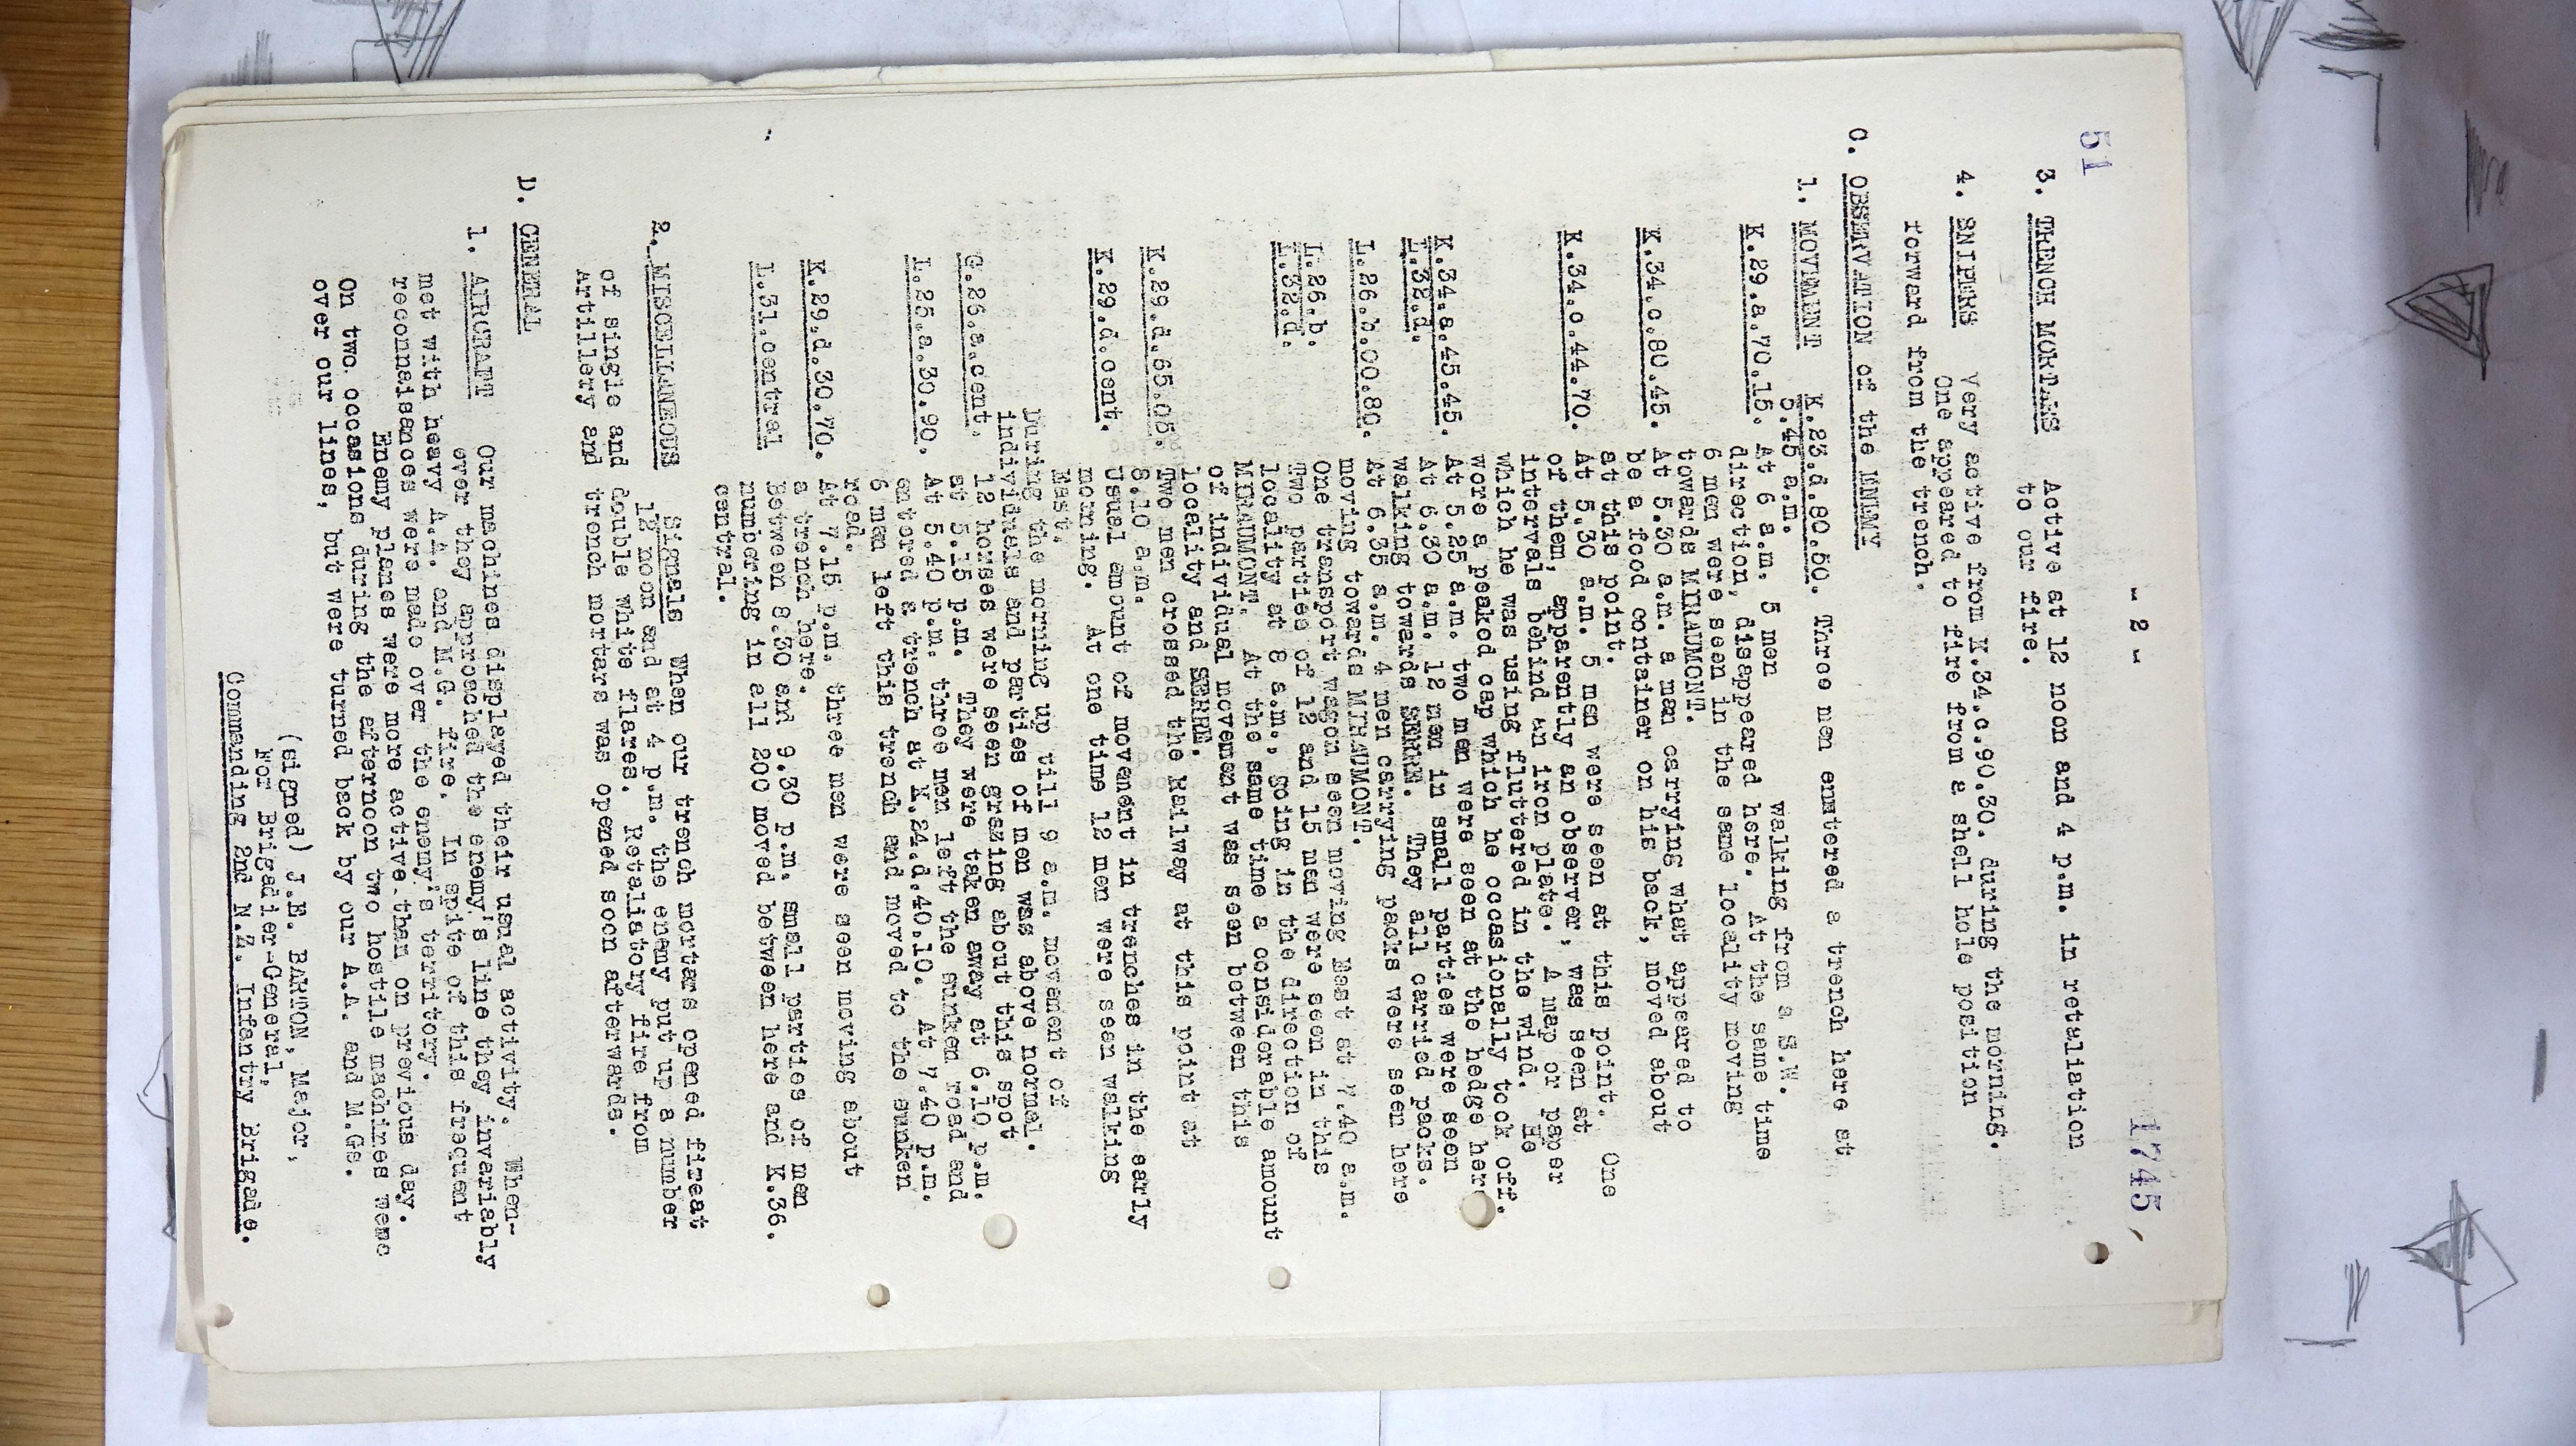 - 2 -
1745
51
3. TRENCH MORTARS Active at 12 noon and 4 p.m. in retaliation
to our fire.
4. SNIPERS Very active from K.34.c.90.30. during the morning.
One appeared to fire from a shell hole position
forward from the trench.
C. OBSERVATION of the ENEMY
1. MOVEMENT K.23.d.80.50. Three men entered a trench here at
5.45 a.m. walking from a S.W.
K.29.a.70.15. At 6 a.m. 5 men
direction, disappeared here. At the same time
6 men were seen in the same locality moving
towards MIRAUMONT.
K.34.c.80.45. At 5.30 a.m. a man carrying what appeared to
be a food container on his back, moved about
at this point.
K.34.c.44.70. At 5.30 a.m. 5 men were seen at this point. One
of them, apparently an observer, was seen at
intervals behind an iron plate. A map or paper
which he was using fluttered in the wind. He
wore a peaked cap which he occasionally took off.
K.34.a.45.45. At 5.25 a.m. two men were seen at the hedge here
L.32.d. At 6.30 a.m. 12 men in small parties were seen
walking towards SERRE. They all carried packs.
L.26.b.00.80. At 6.35 a.m. 4 men carrying packs were seen here
moving towards MIRAUMONT.
L.26.b. One transport wagon seen moving East at 7.40 a.m.
L.32.d. Two parties of 12 and 15 men were seen in this
locality at 8 a.m., going in the direction of
MIRAUMONT. At the same time a considerable amount
of individual movement was seen between this
locality and SERRE.
K.29.d.65.05. Two men crossed the Railway at this point at
8.10 a.m.
K.29.d.cent. Usual amount of movement in trenches in the early
morning. At one time 12 men were seen walking
East.
During the morning up till 9 a.m. movement of
individuals and parties of men was above normal.
G.26.a.cent. 12 horses were seen grazing about this spot
at 5.15 p.m. They were taken away at 6.10 p.m.
L.25.a.30.90. At 5.40 p.m. three men left the sunken road and
entered a trench at K.24.d.40.10. At 7.40 p.m.
6 men left this trench and moved to the sunken
road.
K.29.d.30.70. At 7.15 p.m. three men were seen moving about
a trench here.
L.31.central Between 8.30 and 9.30 p.m. small parties of men
numbering in all 200 moved between here and K.36.
central.
2. MISCELLANEOUS Signals When our trench mortars opened fireat
12 noon and at 4 p.m. the enemy put up a number
of single and double white flares. Retaliatory fire from
artillery and trench mortars was opened soon afterwards.
D. GENERAL
1. AIRCRAFT Our machines displayed their usual activity. When-
ever they approached the enemy's line they invariably
met with heavy A.A. and M.G. fire. In spite of this frequent
reconnaisances were made over the enemy's territory.
Enemy planes were more active than on previous day.
On two occasions during the afternoon two hostile machines were
over our lines, but were turned back by our A.A. and M.Gs.
(signed) J.E. BARTON, Major,
For Brigadier-General,
Commanding 2nd N.Z. Infantry Brigade.